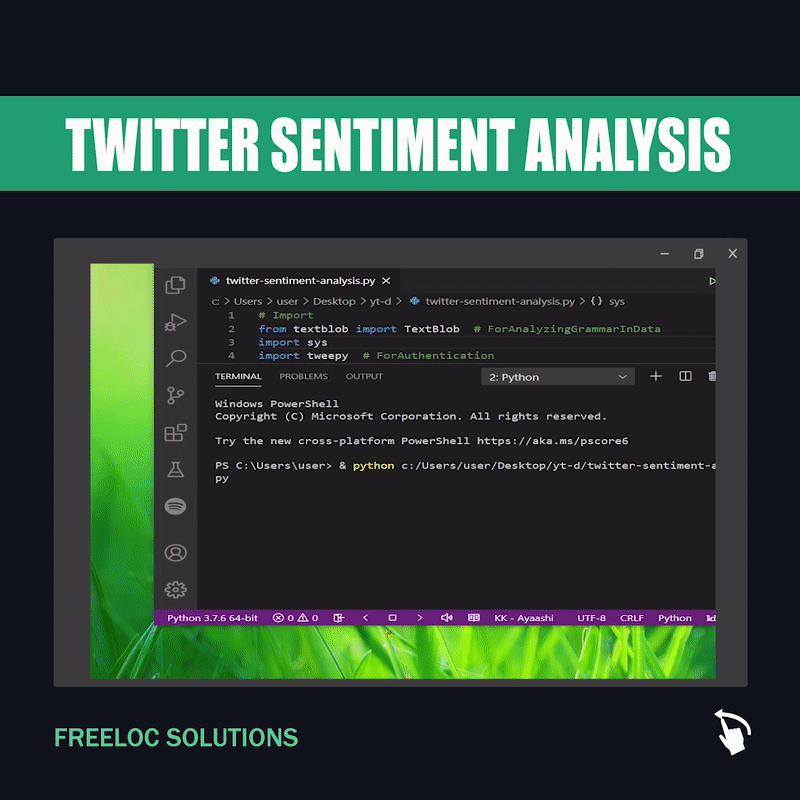 TWITTER SENTIMENT ANALYSIS
twitter-sentiment-analysis.py
c: > Users > user > Desktop > yt-d > twitter-sentiment-analysis.py > {} sys
1 # Import
2 from textblob import TextBlob # ForAnalyzingGrammarInData
3 import sys
4 import tweepy # ForAuthentication
TERMINAL PROBLEMS OUTPUT 2: Python
Windows PowerShell
Copyright (C) Microsoft Corporation. All rights reserved.
Try the new cross-platform PowerShell https://aka.ms/pscore6
PS C:\Users\user> & python c:/Users/user/Desktop/yt-d/twitter-sentiment-a
py
Python 3.7.6 64-bit 0 0 KK - Ayaashi UTF-8 CRLF Python
FREELOC SOLUTIONS